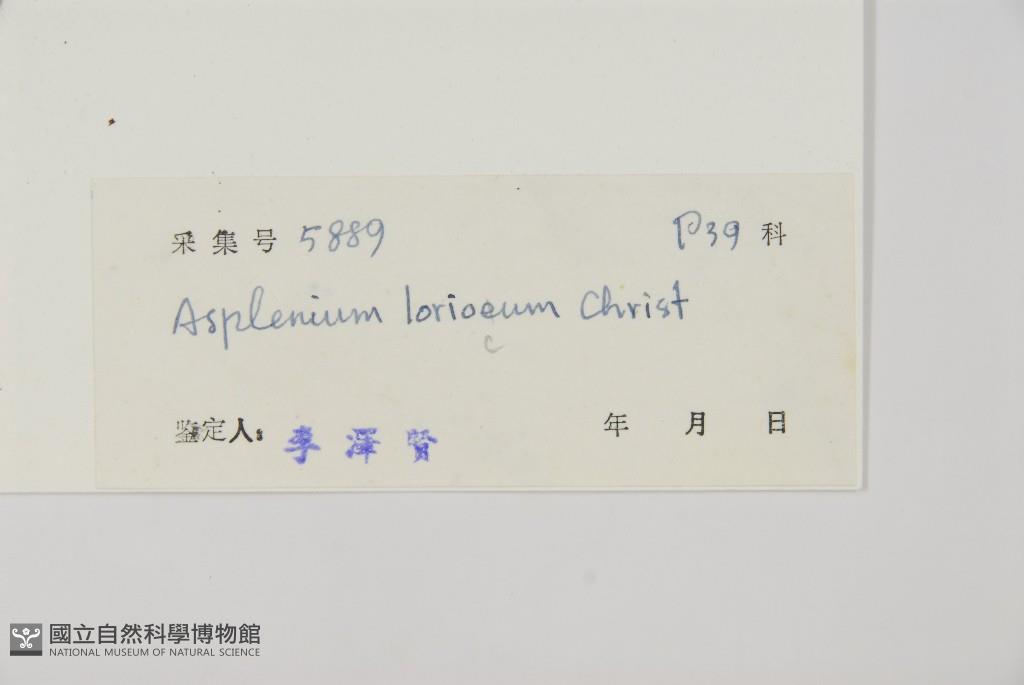 采集号 5889 P39 科
Asplenium lorioeum Christ
c
鉴定人: 李澤賢 年 月 日
國立自然科學博物館
NATIONAL MUSEUM OF NATURAL SCIENCE